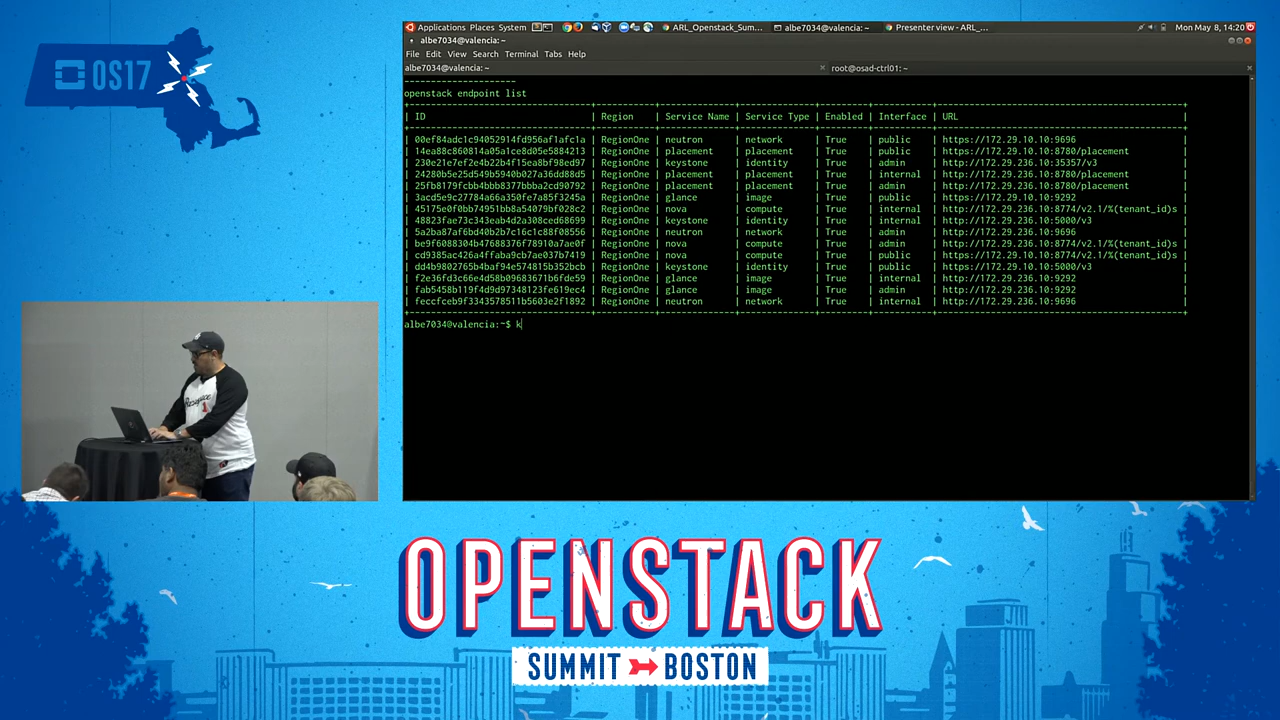 OS17
Applications Places System
ARL_Openstack_Sum...
albe7034@valencia: ~
Presenter view - ARL_...
Mon May 8, 14:20
albe7034@valencia: ~
File Edit View Search Terminal Tabs Help
albe7034@valencia: ~
root@osad-ctrl01: ~
---------------------
openstack endpoint list
| ID | Region | Service Name | Service Type | Enabled | Interface | URL |
| 00ef84adc1c94052914fd956af1afc1a | RegionOne | neutron | network | True | public | https://172.29.10.10:9696 |
| 14ea88c860814a05a1ce8d05e5884213 | RegionOne | placement | placement | True | public | https://172.29.10.10:8780/placement |
| 230e21e7ef2e4b22b4f15ea8bf98ed97 | RegionOne | keystone | identity | True | admin | http://172.29.236.10:35357/v3 |
| 24280b5e25d549b5940b027a36dd88d5 | RegionOne | placement | placement | True | internal | http://172.29.236.10:8780/placement |
| 25fb8179fcbb4bbb8377bbba2cd90792 | RegionOne | placement | placement | True | admin | http://172.29.236.10:8780/placement |
| 3acd5e9c27784a66a350fe7a85f3245a | RegionOne | glance | image | True | public | https://172.29.10.10:9292 |
| 45175e0f0bb74951bb8a54079bf028c2 | RegionOne | nova | compute | True | internal | http://172.29.236.10:8774/v2.1/%(tenant_id)s |
| 48823fae73c343eab4d2a308ced68699 | RegionOne | keystone | identity | True | internal | http://172.29.236.10:5000/v3 |
| 5a2ba87af6bd40b2b7c16c1c88f08556 | RegionOne | neutron | network | True | admin | http://172.29.236.10:9696 |
| be9f6088304b47688376f78910a7ae0f | RegionOne | nova | compute | True | admin | http://172.29.236.10:8774/v2.1/%(tenant_id)s |
| cd9385ac426a4ffaba9cb7ae037b7419 | RegionOne | nova | compute | True | public | https://172.29.10.10:8774/v2.1/%(tenant_id)s |
| dd4b9802765b4baf94e574815b352bcb | RegionOne | keystone | identity | True | public | https://172.29.10.10:5000/v3 |
| f2e36fd3c66e4d58b09683671b6fde59 | RegionOne | glance | image | True | internal | http://172.29.236.10:9292 |
| fab5458b119f4d97348123fe619ec4 | RegionOne | glance | image | True | admin | http://172.29.236.10:9292 |
| feccfceb9f3343578511b5603e2f1892 | RegionOne | neutron | network | True | internal | http://172.29.236.10:9696 |
albe7034@valencia:~$ k
OPENSTACK
SUMMIT BOSTON